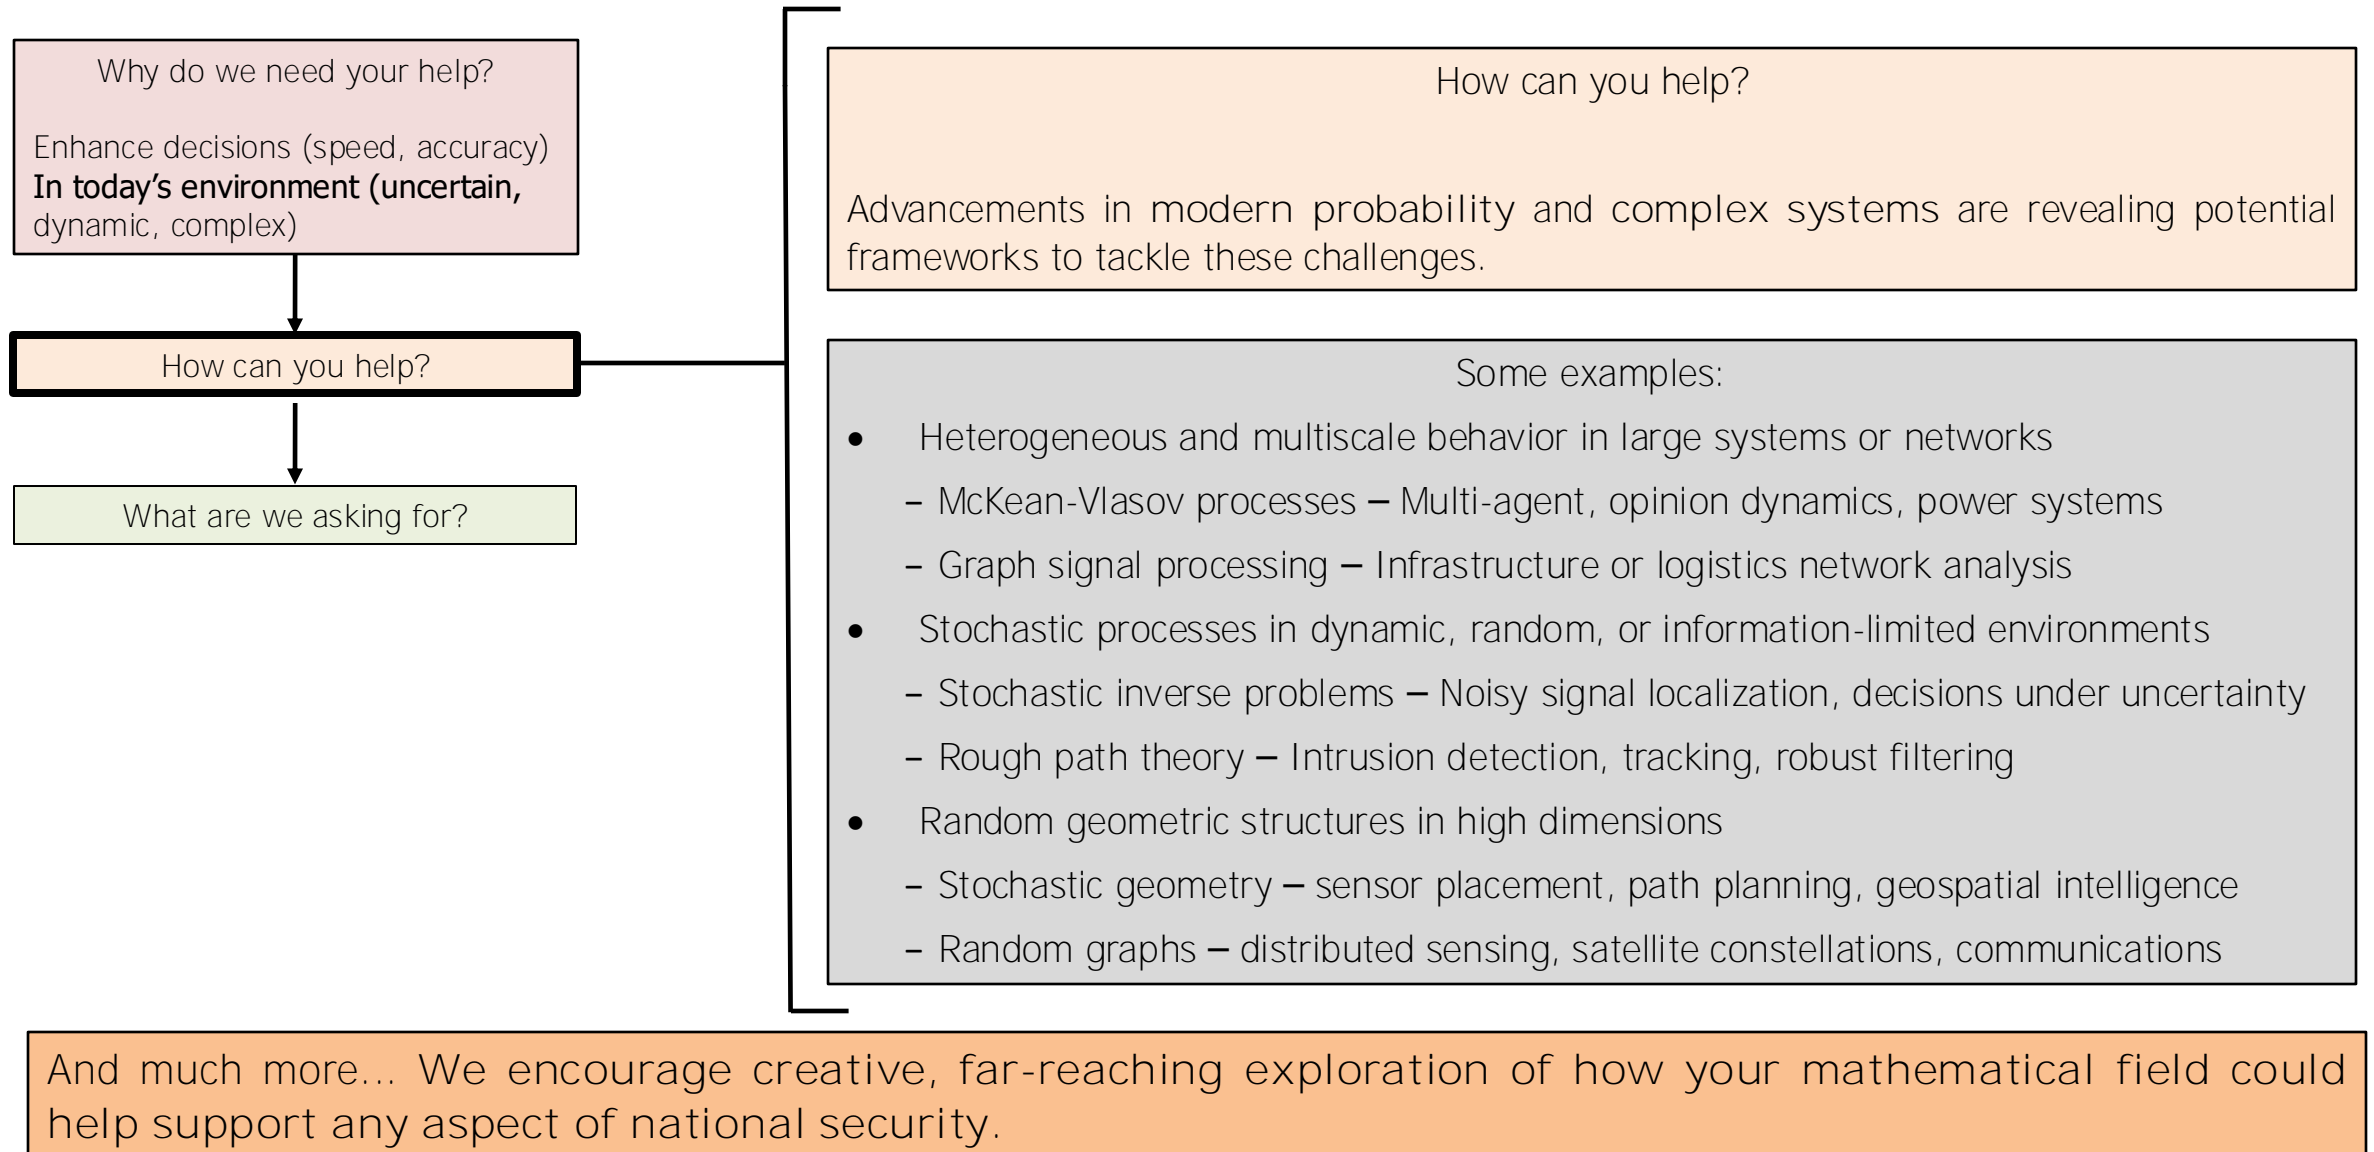 Why do we need your help?
Enhance decisions (speed, accuracy)
In today’s environment (uncertain,
dynamic, complex)
How can you help?
What are we asking for?
How can you help?
Advancements in modern probability and complex systems are revealing potential
frameworks to tackle these challenges.
Some examples:
• Heterogeneous and multiscale behavior in large systems or networks
– McKean-Vlasov processes – Multi-agent, opinion dynamics, power systems
– Graph signal processing – Infrastructure or logistics network analysis
• Stochastic processes in dynamic, random, or information-limited environments
– Stochastic inverse problems – Noisy signal localization, decisions under uncertainty
– Rough path theory – Intrusion detection, tracking, robust filtering
• Random geometric structures in high dimensions
– Stochastic geometry – sensor placement, path planning, geospatial intelligence
– Random graphs – distributed sensing, satellite constellations, communications
And much more... We encourage creative, far-reaching exploration of how your mathematical field could
help support any aspect of national security.